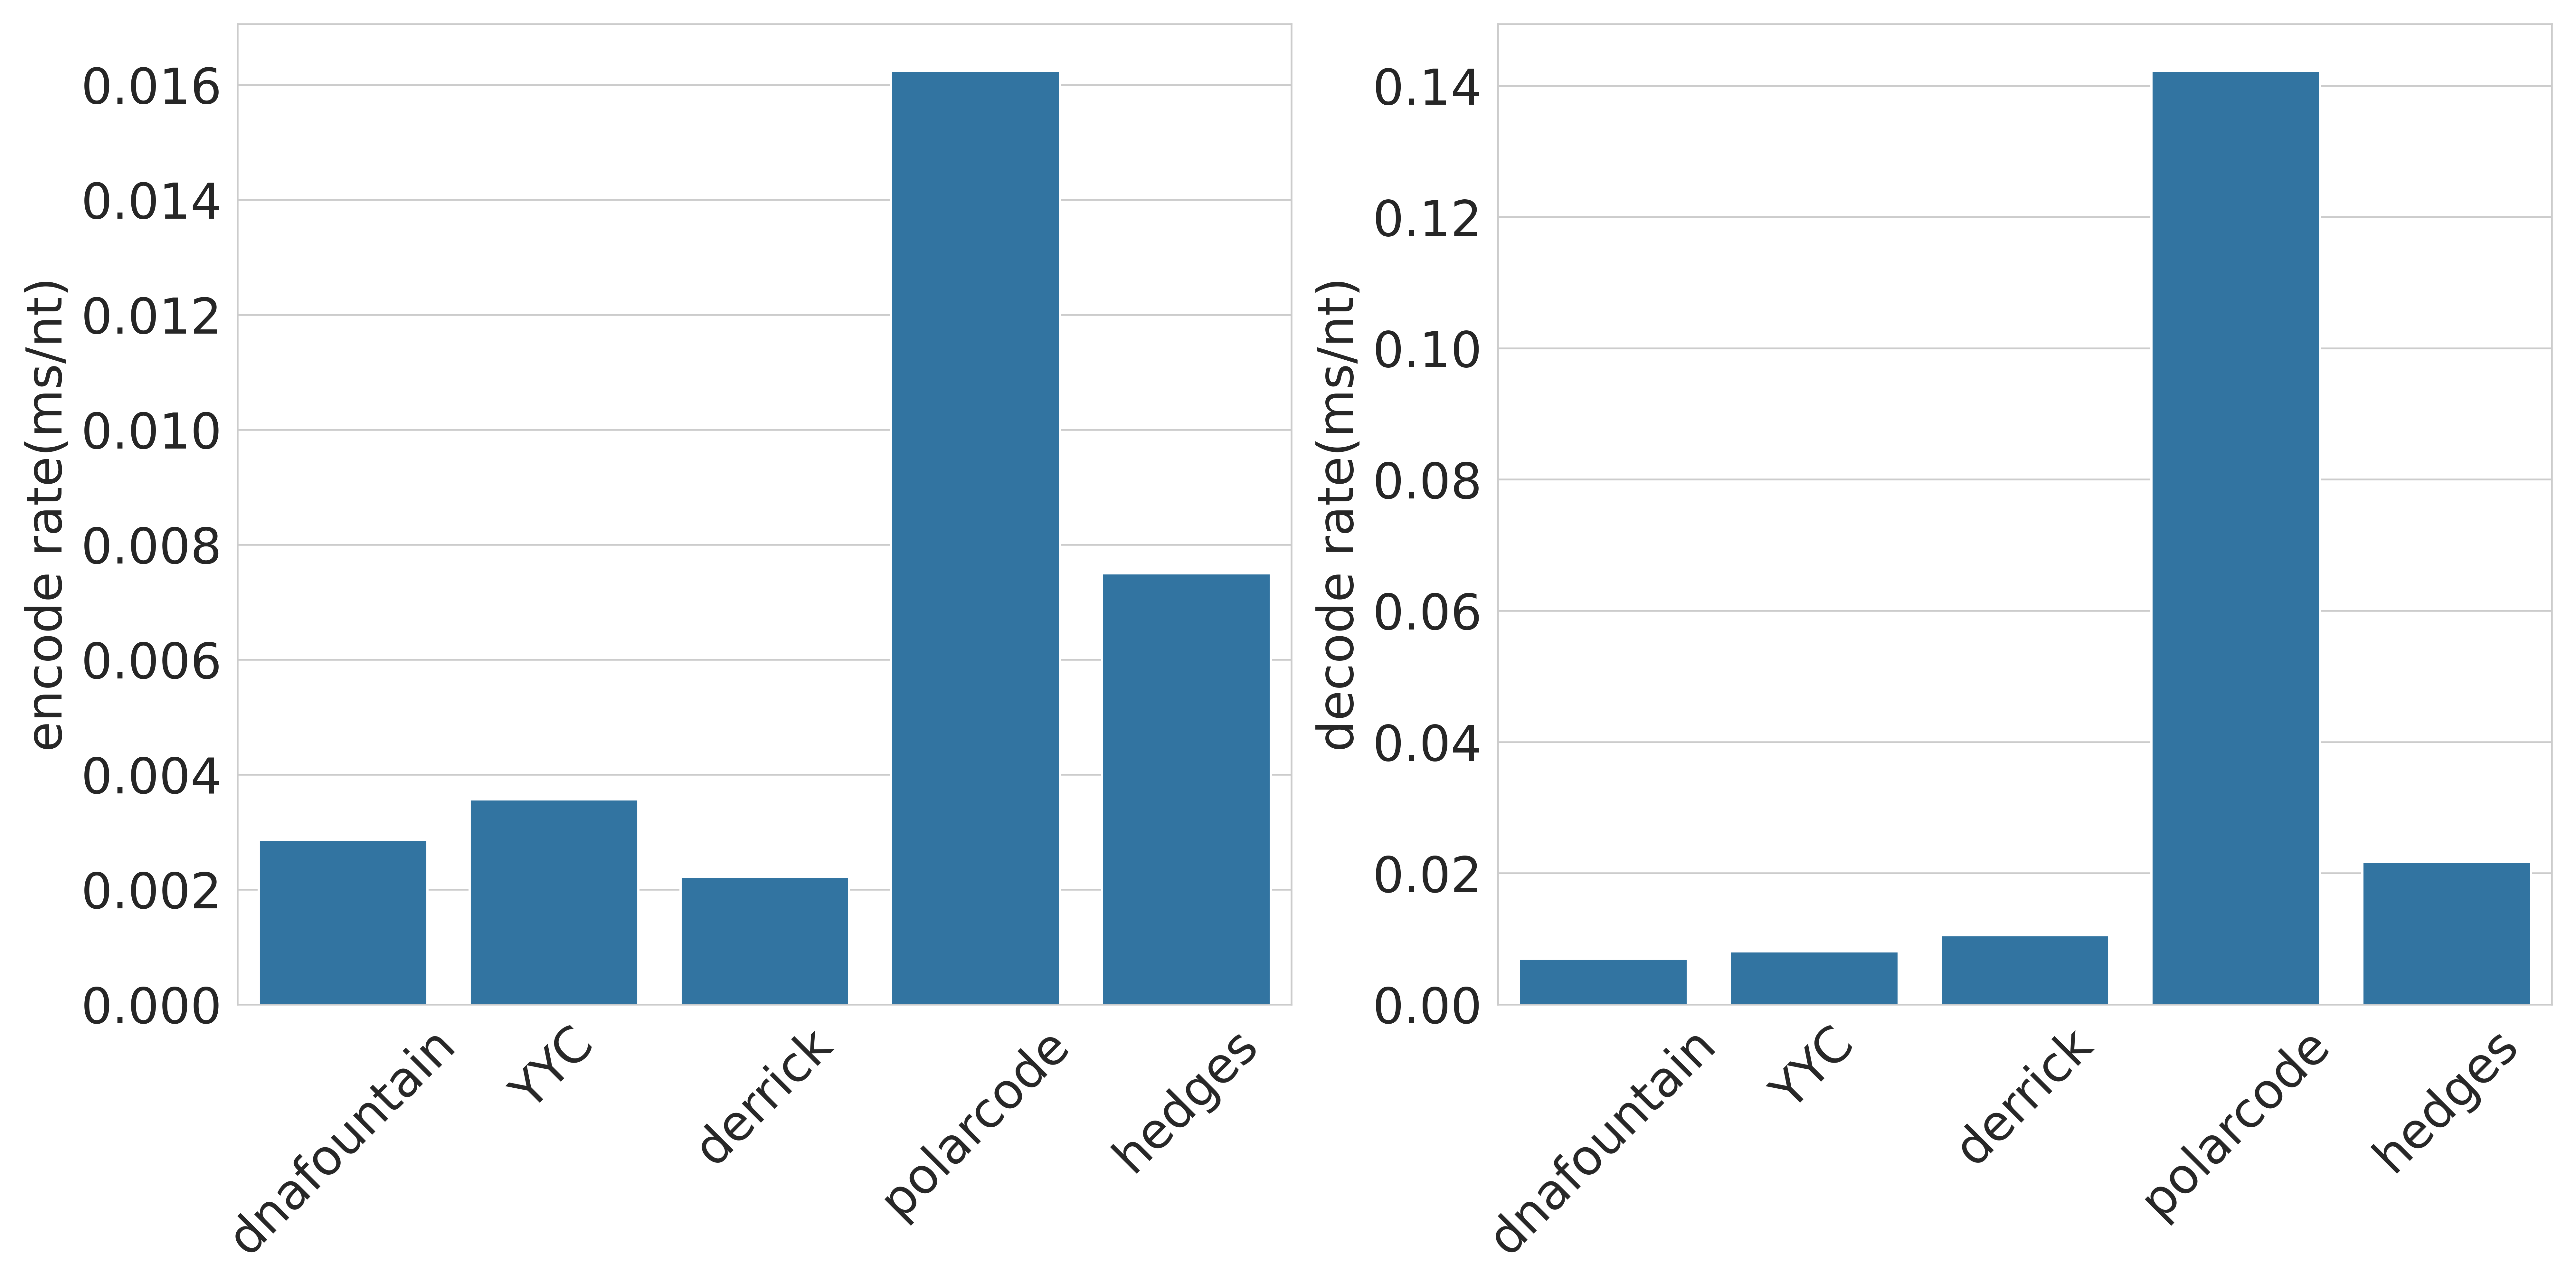 encode rate(ms/nt)
0.016
0.014
0.012
0.010
0.008
0.006
0.004
0.002
0.000
dnafountain
YYC
derrick
polarcode
hedges
decode rate(ms/nt)
0.14
0.12
0.10
0.08
0.06
0.04
0.02
0.00
dnafountain
YYC
derrick
polarcode
hedges